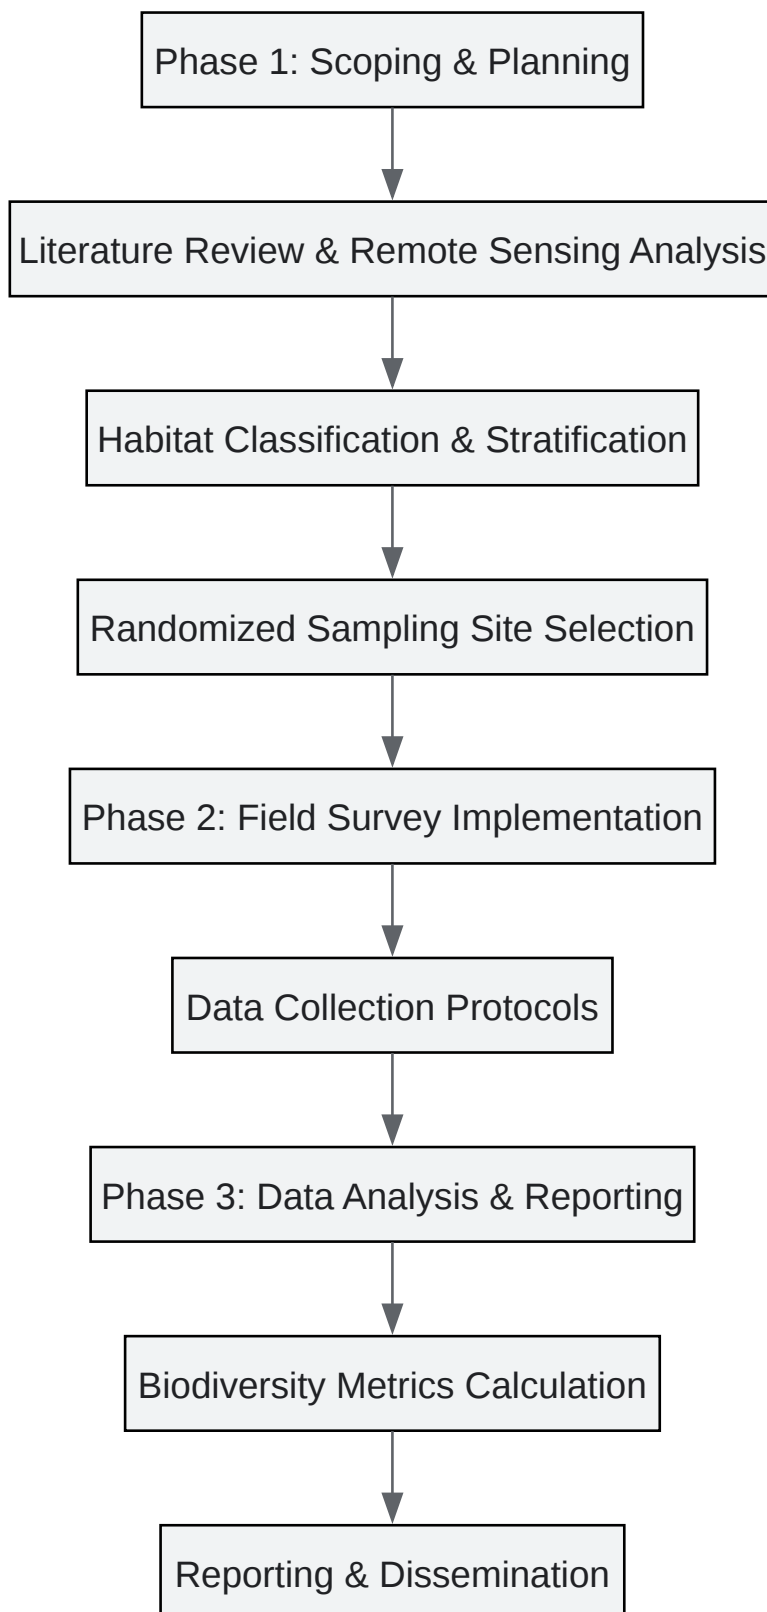 Phase 1: Scoping & Planning
Literature Review & Remote Sensing Analysis
Habitat Classification & Stratification
Randomized Sampling Site Selection
Phase 2: Field Survey Implementation
Data Collection Protocols
Phase 3: Data Analysis & Reporting
Biodiversity Metrics Calculation
Reporting & Dissemination